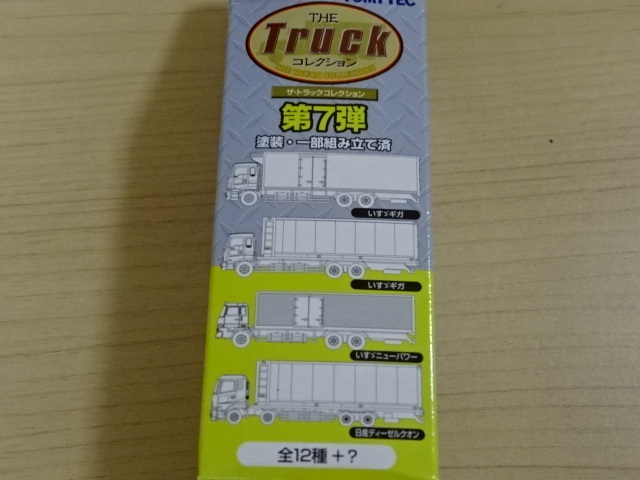 TOMYTEC
THE
Truck
コレクション
THE TRUCK COLLECTION
ザ・トラックコレクション
第7弾
塗装・一部組み立て済
いすゞギガ
いすゞギガ
いすゞニューパワー
日産ディーゼルクオン
全12種+?